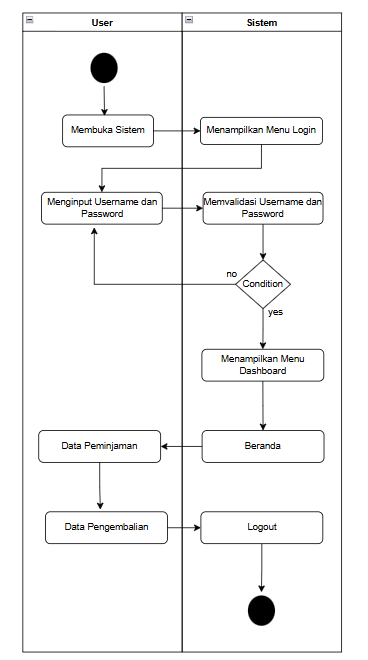 User
Sistem
Membuka Sistem
Menampilkan Menu Login
Menginput Username dan
Password
Memvalidasi Username dan
Password
no
Condition
yes
Menampilkan Menu
Dashboard
Data Peminjaman
Beranda
Data Pengembalian
Logout